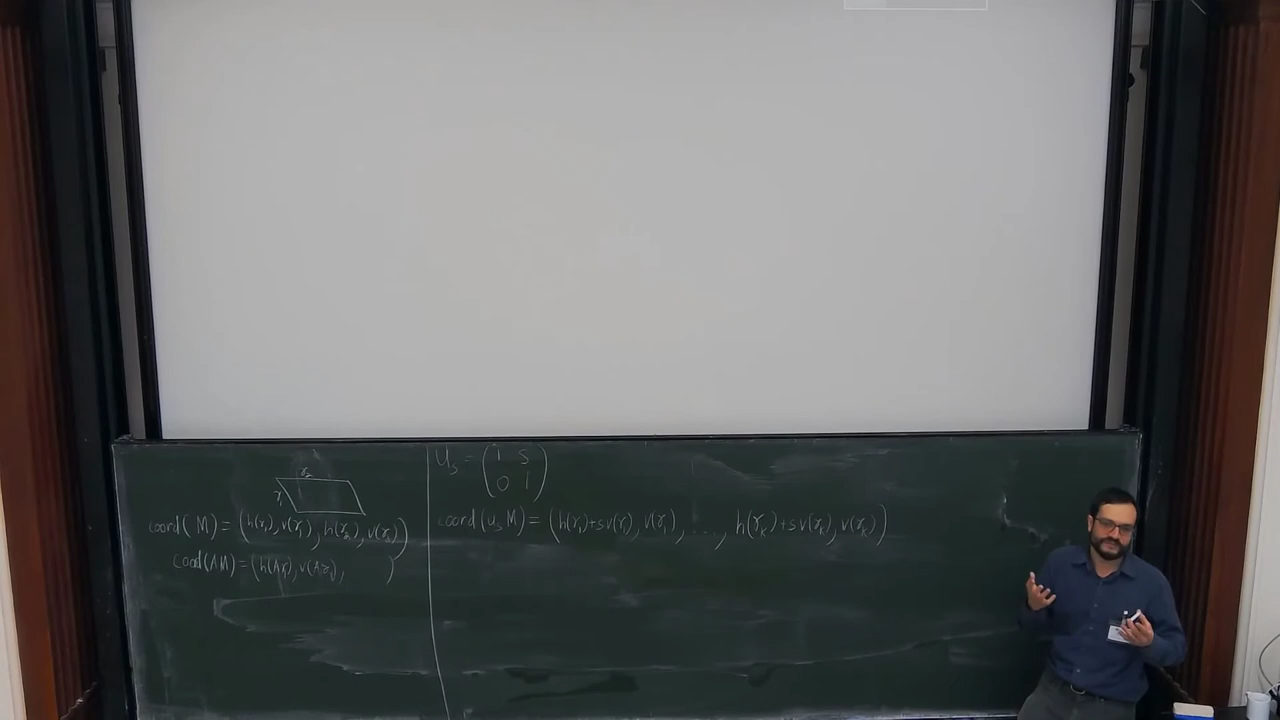 γ₂
γ₁
coord( M) = (h(γ₁), v(γ₁), h(γ₂), v(γ₂))
coord(AM) = (h(Aγ₁), v(Aγ₁), )
u_s = ( 1 s
0 1 )
coord(u_s M) = (h(γ₁)+sv(γ₁), v(γ₁), ..., h(γ_k)+sv(γ_k), v(γ_k))